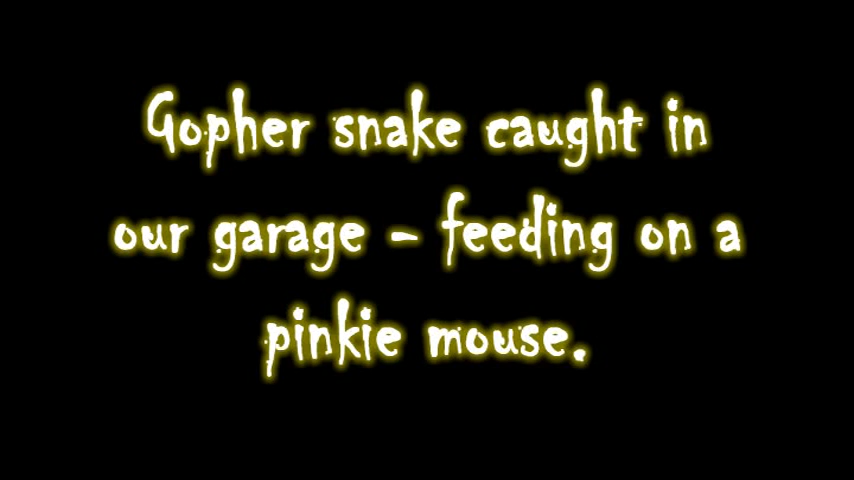 Gopher snake caught in
our garage - feeding on a
pinkie mouse.